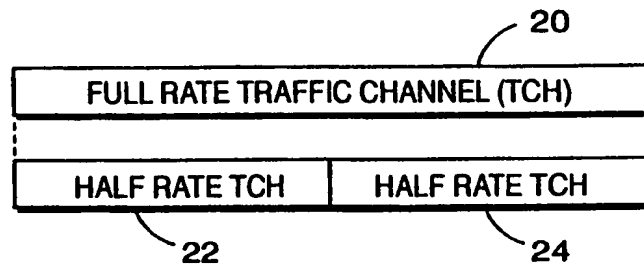 20
FULL RATE TRAFFIC CHANNEL (TCH)
HALF RATE TCH HALF RATE TCH
22 24